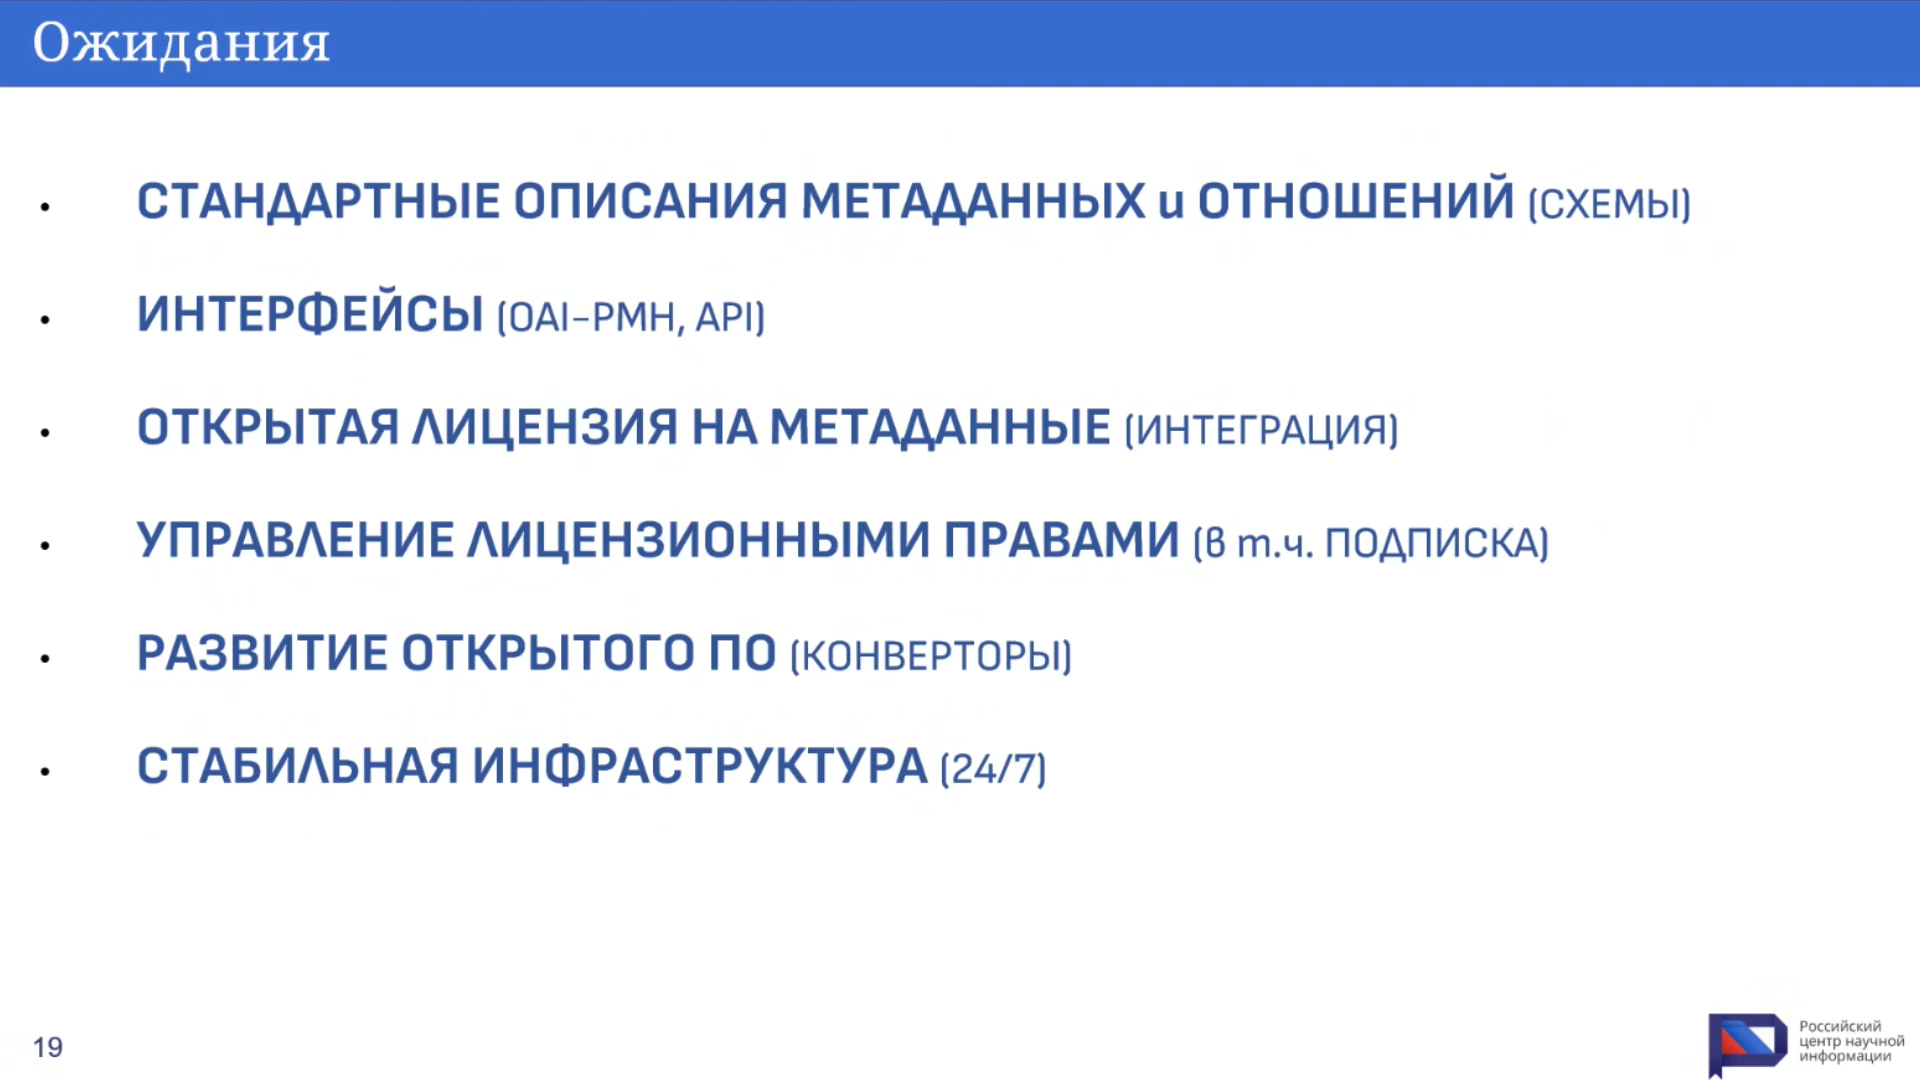 Ожидания
• СТАНДАРТНЫЕ ОПИСАНИЯ МЕТАДАННЫХ и ОТНОШЕНИЙ (СХЕМЫ)
• ИНТЕРФЕЙСЫ (OAI-PMH, API)
• ОТКРЫТАЯ ЛИЦЕНЗИЯ НА МЕТАДАННЫЕ (ИНТЕГРАЦИЯ)
• УПРАВЛЕНИЕ ЛИЦЕНЗИОННЫМИ ПРАВАМИ (в т.ч. ПОДПИСКА)
• РАЗВИТИЕ ОТКРЫТОГО ПО (КОНВЕРТОРЫ)
• СТАБИЛЬНАЯ ИНФРАСТРУКТУРА (24/7)
19
Российский
центр научной
информации